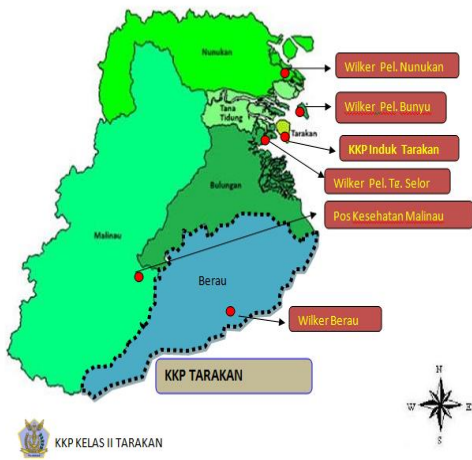 Nunukan
Wilker Pel. Nunukan
Tana
Tidung
Wilker Pel. Bunyu
Tarakan
KKP Induk Tarakan
Wilker Pel. Tg. Selor
Bulungan
Pos Kesehatan Malinau
Malinau
Berau
Wilker Berau
KKP TARAKAN
N
W
E
S
KKP KELAS II TARAKAN